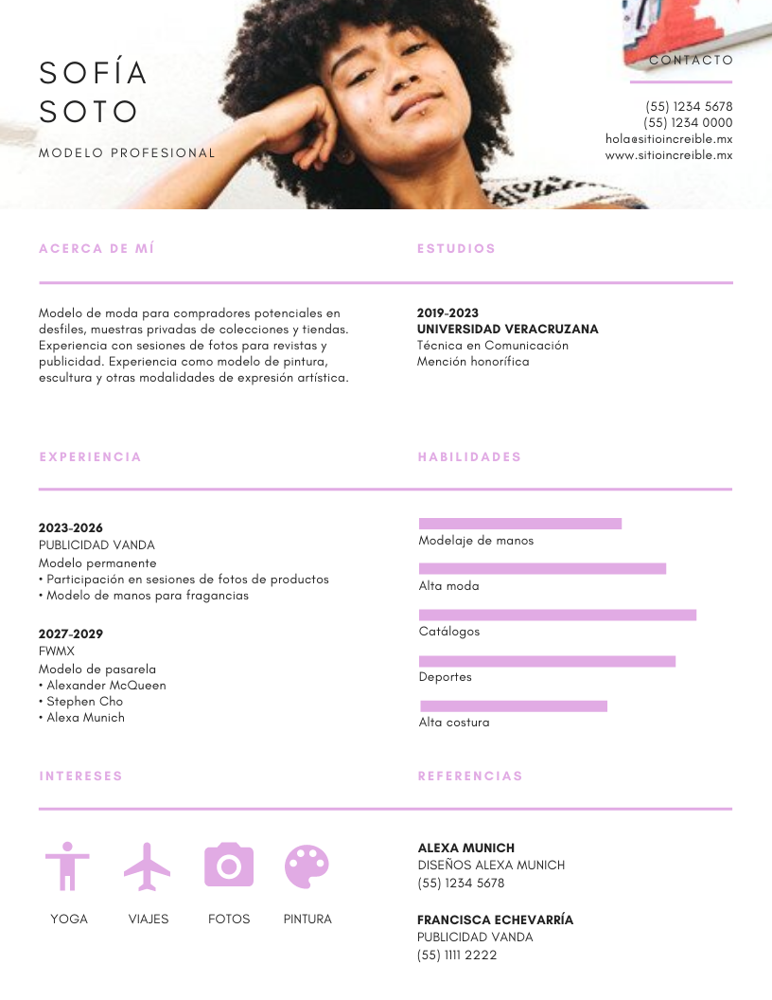 SOFÍA
SOTO
MODELO PROFESIONAL
CONTACTO
(55) 1234 5678
(55) 1234 0000
hola@sitioincreible.mx
www.sitioincreible.mx
ACERCA DE MÍ
Modelo de moda para compradores potenciales en
desfiles, muestras privadas de colecciones y tiendas.
Experiencia con sesiones de fotos para revistas y
publicidad. Experiencia como modelo de pintura,
escultura y otras modalidades de expresión artística.
ESTUDIOS
2019-2023
UNIVERSIDAD VERACRUZANA
Técnica en Comunicación
Mención honorífica
EXPERIENCIA
2023-2026
PUBLICIDAD VANDA
Modelo permanente
• Participación en sesiones de fotos de productos
• Modelo de manos para fragancias
2027-2029
FWMX
Modelo de pasarela
• Alexander McQueen
• Stephen Cho
• Alexa Munich
HABILIDADES
Modelaje de manos
Alta moda
Catálogos
Deportes
Alta costura
INTERESES
YOGA
VIAJES
FOTOS
PINTURA
REFERENCIAS
ALEXA MUNICH
DISEÑOS ALEXA MUNICH
(55) 1234 5678
FRANCISCA ECHEVARRÍA
PUBLICIDAD VANDA
(55) 1111 2222